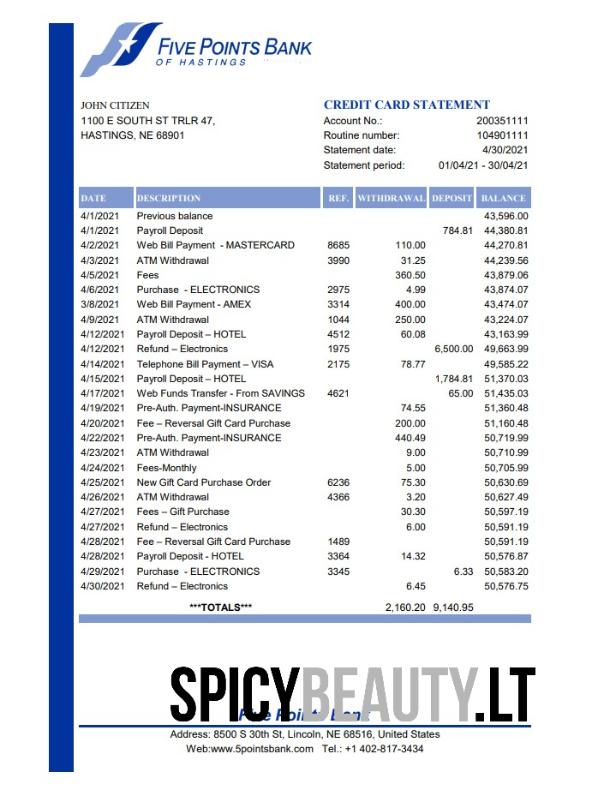 FIVE POINTS BANK
OF HASTINGS
JOHN CITIZEN
1100 E SOUTH ST TRLR 47,
HASTINGS, NE 68901
CREDIT CARD STATEMENT
Account No.: 200351111
Routine number: 104901111
Statement date: 4/30/2021
Statement period: 01/04/21 - 30/04/21
DATE DESCRIPTION REF. WITHDRAWAL DEPOSIT BALANCE
4/1/2021 Previous balance 43,596.00
4/1/2021 Payroll Deposit 784.81 44,380.81
4/2/2021 Web Bill Payment - MASTERCARD 8685 110.00 44,270.81
4/3/2021 ATM Withdrawal 3990 31.25 44,239.56
4/5/2021 Fees 360.50 43,879.06
4/6/2021 Purchase - ELECTRONICS 2975 4.99 43,874.07
3/8/2021 Web Bill Payment - AMEX 3314 400.00 43,474.07
4/9/2021 ATM Withdrawal 1044 250.00 43,224.07
4/12/2021 Payroll Deposit – HOTEL 4512 60.08 43,163.99
4/12/2021 Refund – Electronics 1975 6,500.00 49,663.99
4/14/2021 Telephone Bill Payment – VISA 2175 78.77 49,585.22
4/15/2021 Payroll Deposit – HOTEL 1,784.81 51,370.03
4/17/2021 Web Funds Transfer - From SAVINGS 4621 65.00 51,435.03
4/19/2021 Pre-Auth. Payment-INSURANCE 74.55 51,360.48
4/20/2021 Fee – Reversal Gift Card Purchase 200.00 51,160.48
4/22/2021 Pre-Auth. Payment-INSURANCE 440.49 50,719.99
4/23/2021 ATM Withdrawal 9.00 50,710.99
4/24/2021 Fees-Monthly 5.00 50,705.99
4/25/2021 New Gift Card Purchase Order 6236 75.30 50,630.69
4/26/2021 ATM Withdrawal 4366 3.20 50,627.49
4/27/2021 Fees – Gift Purchase 30.30 50,597.19
4/27/2021 Refund – Electronics 6.00 50,591.19
4/28/2021 Fee – Reversal Gift Card Purchase 1489 50,591.19
4/28/2021 Payroll Deposit - HOTEL 3364 14.32 50,576.87
4/29/2021 Purchase - ELECTRONICS 3345 6.33 50,583.20
4/30/2021 Refund – Electronics 6.45 50,576.75
***TOTALS*** 2,160.20 9,140.95
SPICYBEAUTY.LT
Five Points Bank
Address: 8500 S 30th St, Lincoln, NE 68516, United States
Web:www.5pointsbank.com Tel.: +1 402-817-3434